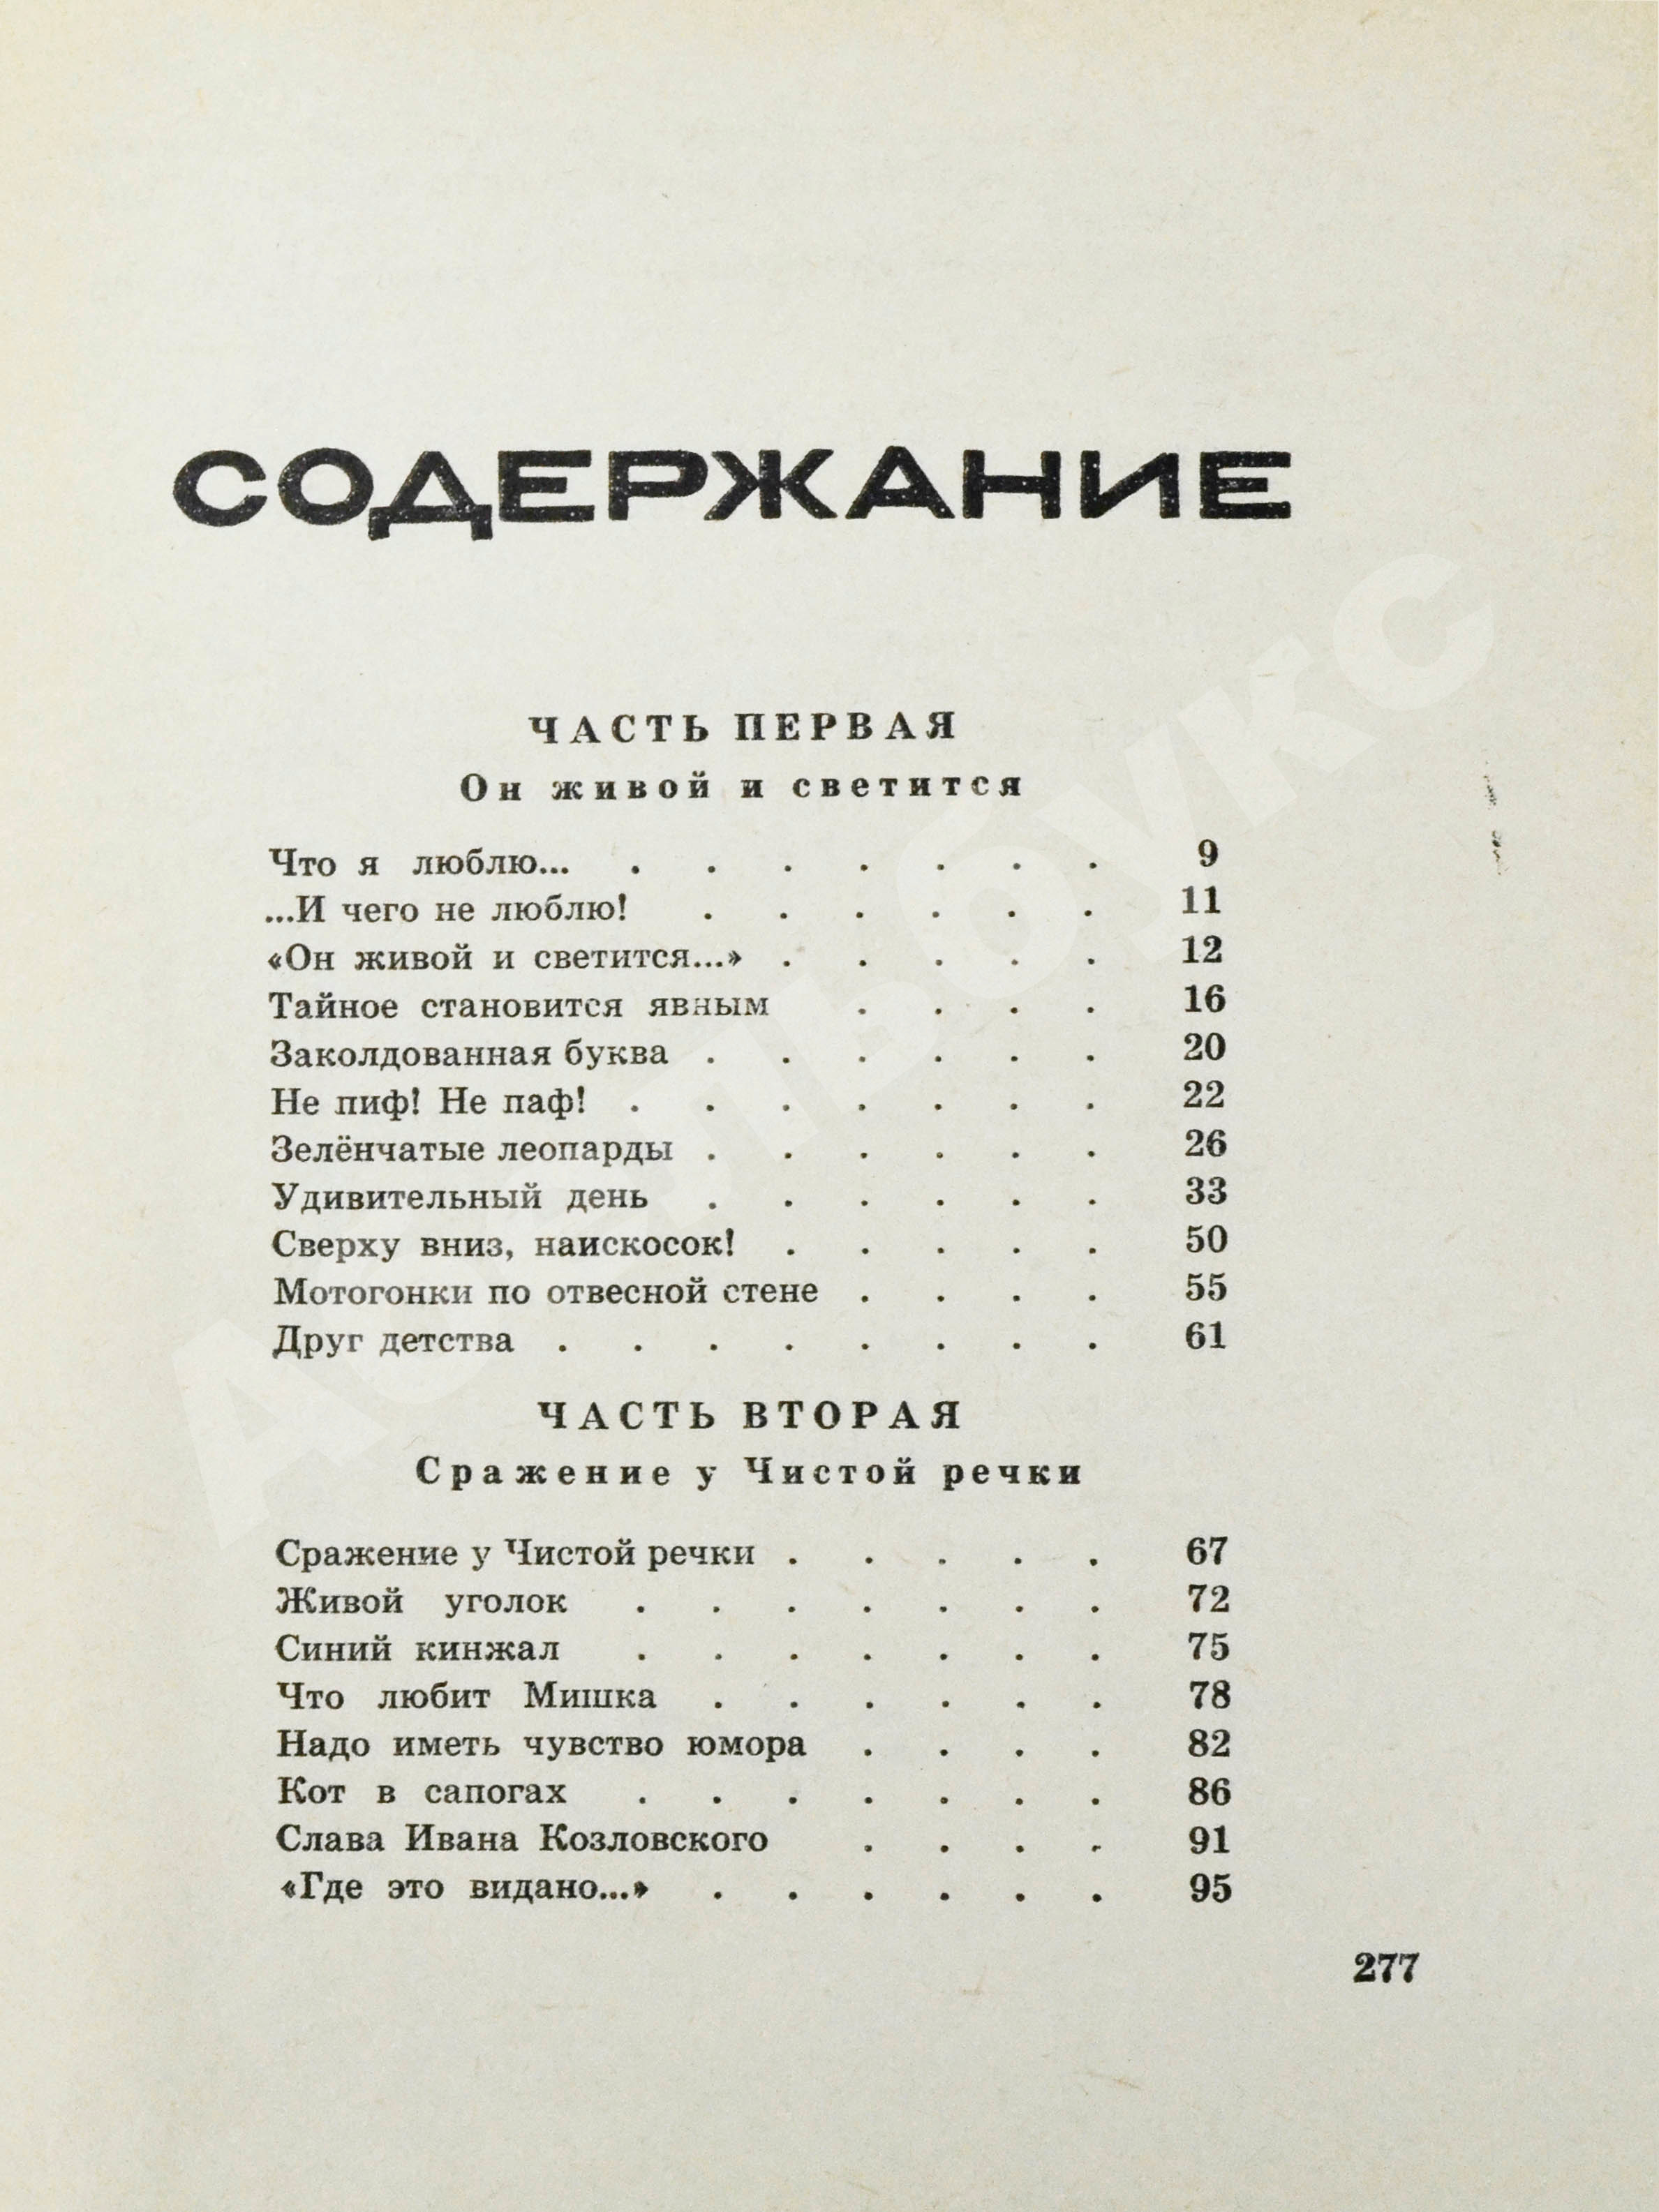 СОДЕРЖАНИЕ
ЧАСТЬ ПЕРВАЯ
Он живой и светится
Что я люблю... . . . . . . . 9
...И чего не люблю! . . . . . . 11
«Он живой и светится...» . . . . . 12
Тайное становится явным . . . . 16
Заколдованная буква . . . . . . 20
Не пиф! Не паф! . . . . . . . 22
Зелёнчатые леопарды . . . . . . 26
Удивительный день . . . . . . 33
Сверху вниз, наискосок! . . . . . 50
Мотогонки по отвесной стене . . . . 55
Друг детства . . . . . . . . 61
ЧАСТЬ ВТОРАЯ
Сражение у Чистой речки
Сражение у Чистой речки . . . . . 67
Живой уголок . . . . . . . 72
Синий кинжал . . . . . . . 75
Что любит Мишка . . . . . . 78
Надо иметь чувство юмора . . . . 82
Кот в сапогах . . . . . . . 86
Слава Ивана Козловского . . . . 91
«Где это видано...» . . . . . . 95
277